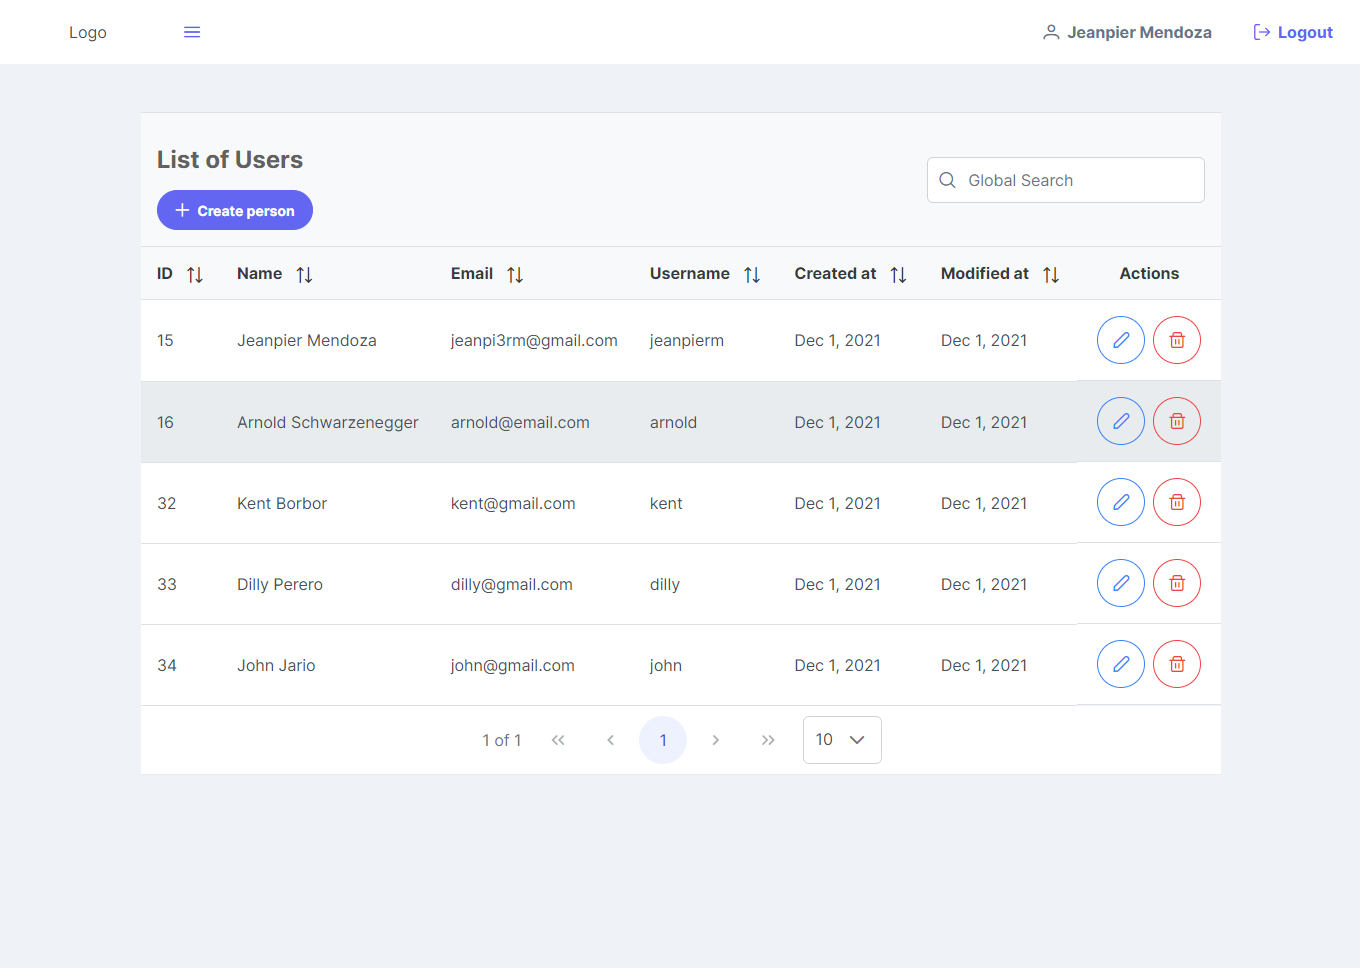 Logo
Jeanpier Mendoza
Logout
List of Users
Global Search
Create person
ID Name Email Username Created at Modified at Actions
15 Jeanpier Mendoza jeanpi3rm@gmail.com jeanpierm Dec 1, 2021 Dec 1, 2021
16 Arnold Schwarzenegger arnold@email.com arnold Dec 1, 2021 Dec 1, 2021
32 Kent Borbor kent@gmail.com kent Dec 1, 2021 Dec 1, 2021
33 Dilly Perero dilly@gmail.com dilly Dec 1, 2021 Dec 1, 2021
34 John Jario john@gmail.com john Dec 1, 2021 Dec 1, 2021
1 of 1 1 10